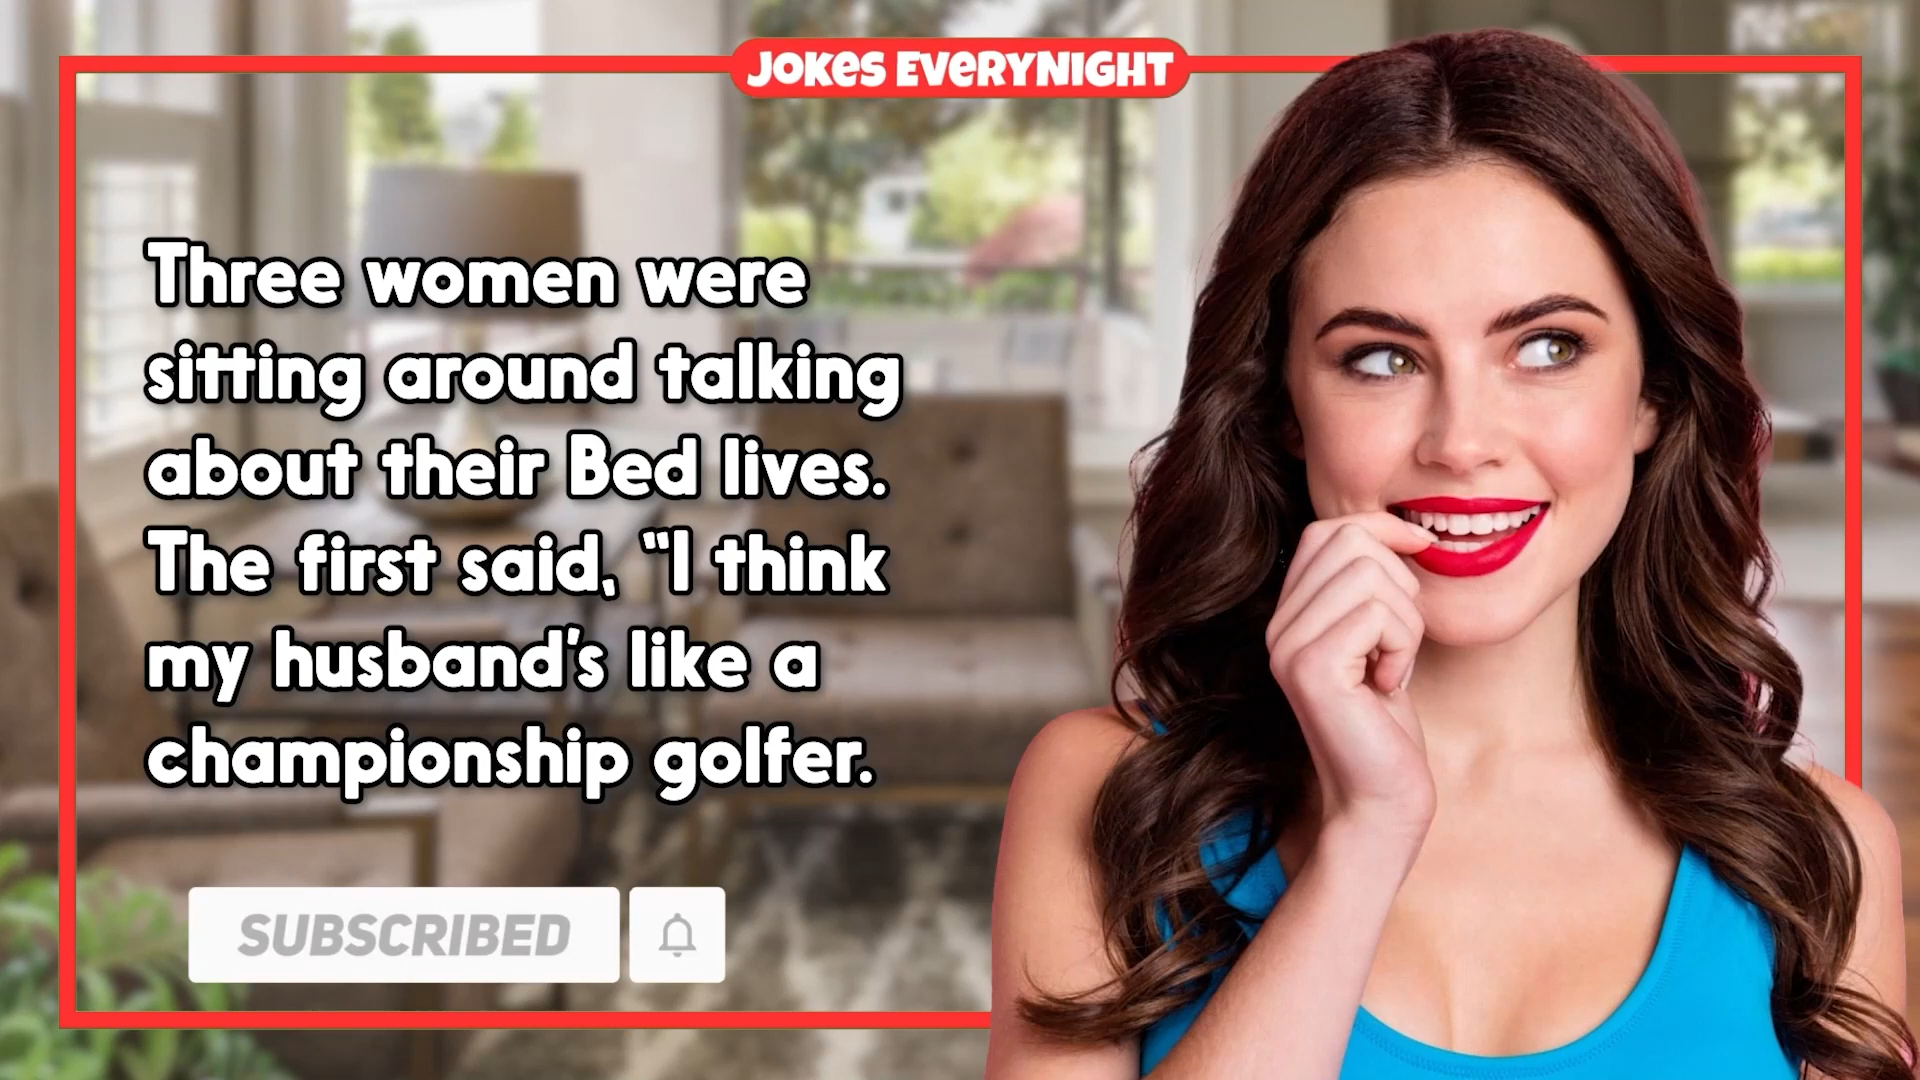 JOKES EVERYNIGHT
Three women were
sitting around talking
about their Bed lives.
The first said, "I think
my husband's like a
championship golfer.
SUBSCRIBED